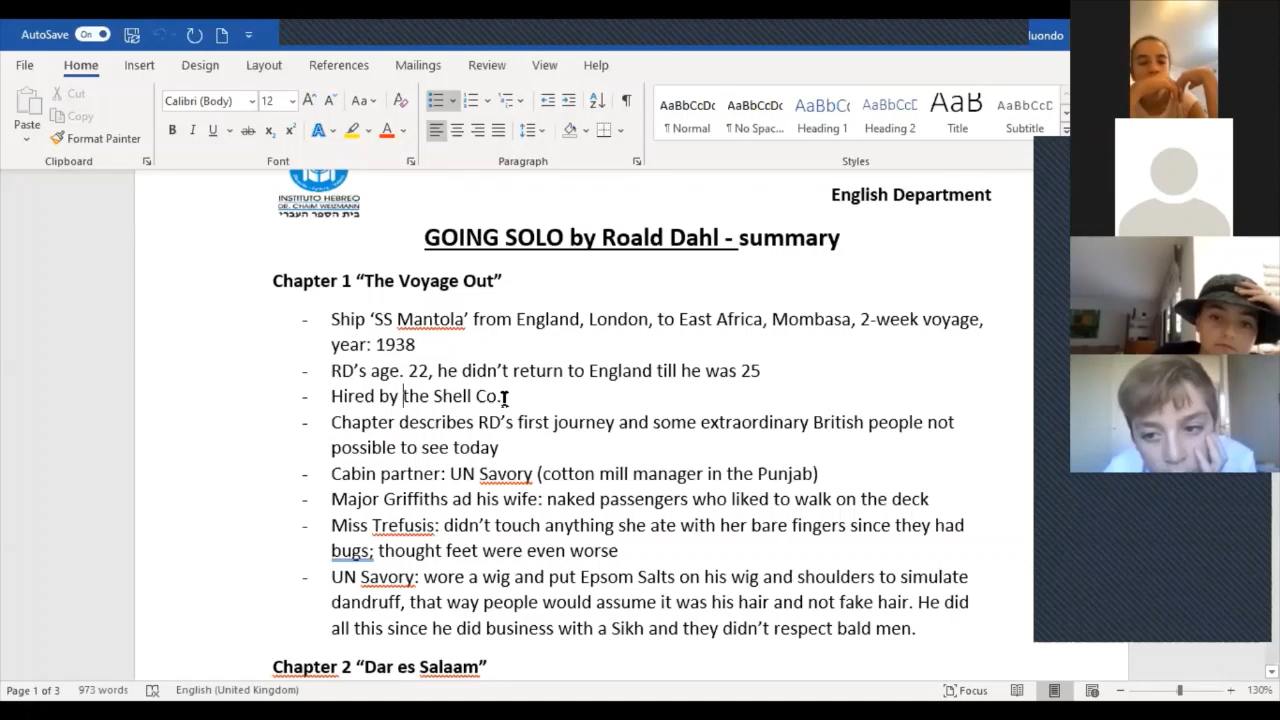 AutoSave On
luondo
File Home Insert Design Layout References Mailings Review View Help
Cut
Copy
Paste
Format Painter
Calibri (Body) 12
AaBbCcDc AaBbCcDc AaBbCc AaBbCcD AaB AaBbCcD
¶ Normal ¶ No Spac... Heading 1 Heading 2 Title Subtitle
Clipboard Font Paragraph Styles
INSTITUTO HEBREO
DR. CHAIM WEIZMANN
בית הספר העברי
English Department
GOING SOLO by Roald Dahl - summary
Chapter 1 “The Voyage Out”
- Ship ‘SS Mantola’ from England, London, to East Africa, Mombasa, 2-week voyage,
year: 1938
- RD’s age. 22, he didn’t return to England till he was 25
- Hired by the Shell Co.
- Chapter describes RD’s first journey and some extraordinary British people not
possible to see today
- Cabin partner: UN Savory (cotton mill manager in the Punjab)
- Major Griffiths ad his wife: naked passengers who liked to walk on the deck
- Miss Trefusis: didn’t touch anything she ate with her bare fingers since they had
bugs; thought feet were even worse
- UN Savory: wore a wig and put Epsom Salts on his wig and shoulders to simulate
dandruff, that way people would assume it was his hair and not fake hair. He did
all this since he did business with a Sikh and they didn’t respect bald men.
Chapter 2 “Dar es Salaam”
Page 1 of 3 973 words English (United Kingdom) Focus 130%